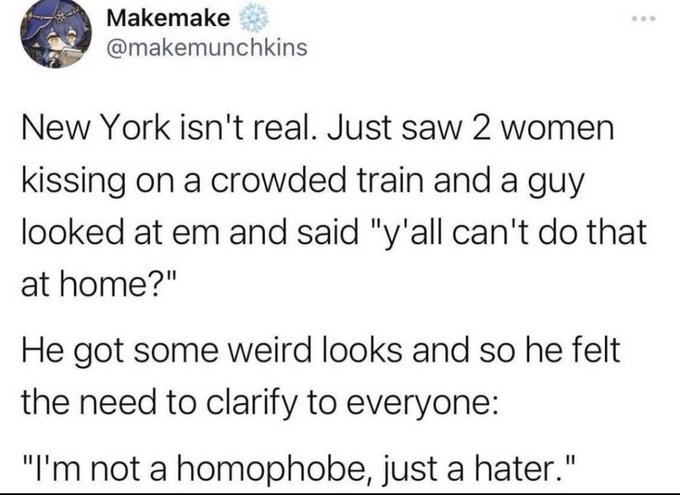 Makemake ❄️
@makemunchkins
New York isn't real. Just saw 2 women
kissing on a crowded train and a guy
looked at em and said "y'all can't do that
at home?"
He got some weird looks and so he felt
the need to clarify to everyone:
"I'm not a homophobe, just a hater."